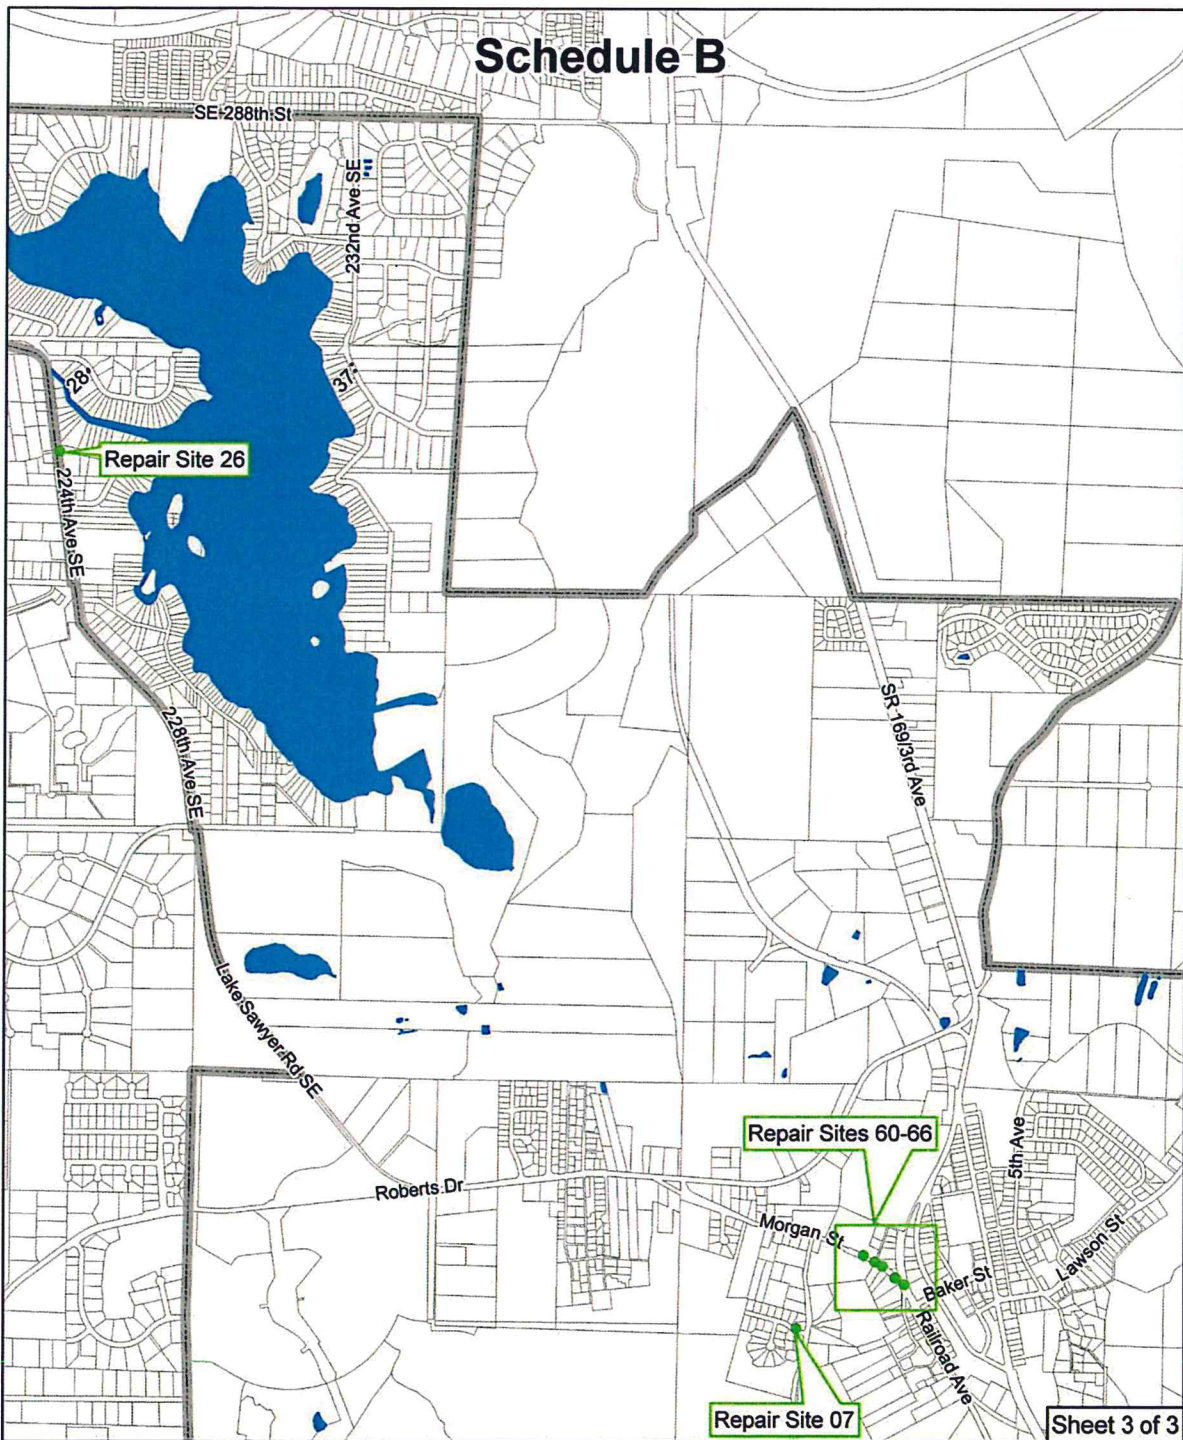 Schedule B
SE 288th St
232nd Ave SE
28
37
Repair Site 26
224th Ave SE
228th Ave SE
SR 169/3rd Ave
Lake Sawyer Rd SE
Repair Sites 60-66
5th Ave
Roberts Dr
Morgan St
Lawson St
Baker St
Railroad Ave
Repair Site 07
Sheet 3 of 3